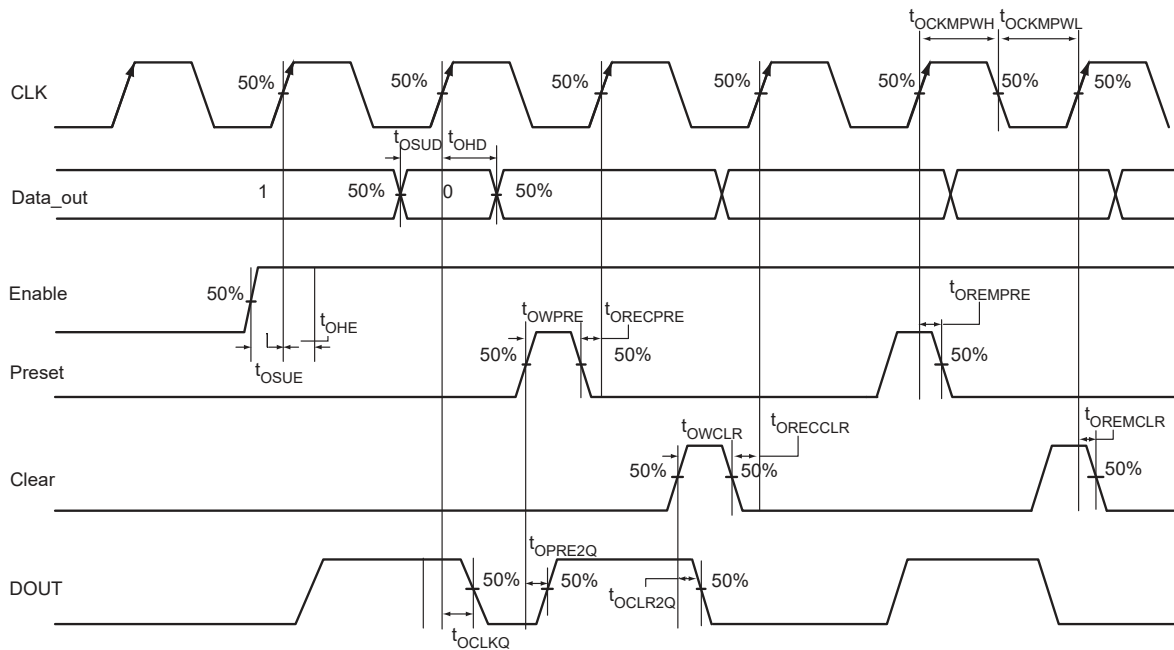 tOCKMPWH tOCKMPWL
CLK 50% 50% 50% 50% 50% 50% 50%
tOSUD tOHD
Data_out 1 50% 0 50%
Enable 50%
tOHE
tOSUE
tOWPRE tORECPRE tOREMPRE
Preset 50% 50% 50%
tOWCLR tORECCLR tOREMCLR
Clear 50% 50% 50%
tOPRE2Q
DOUT 50% 50% 50%
tOCLR2Q
tOCLKQ